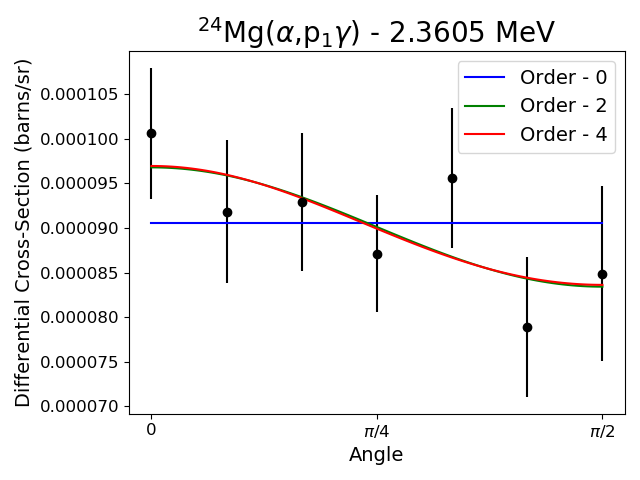 ²⁴Mg(α,p₁γ) - 2.3605 MeV
Differential Cross-Section (barns/sr)
0.000105
0.000100
0.000095
0.000090
0.000085
0.000080
0.000075
0.000070
Order - 0
Order - 2
Order - 4
0
π/4
π/2
Angle